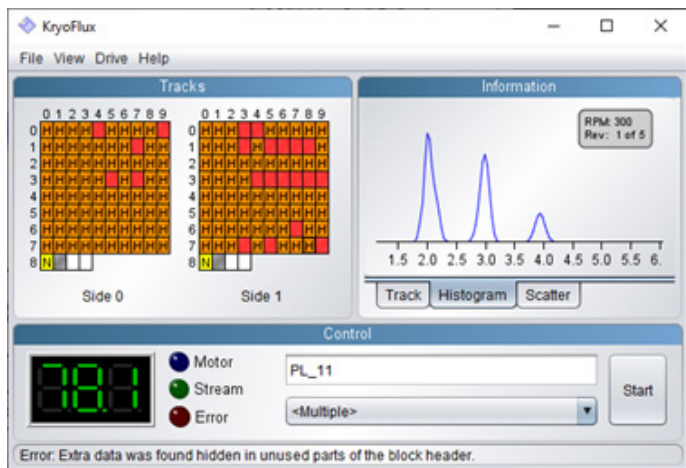 KryoFlux
File View Drive Help
Tracks
0 1 2 3 4 5 6 7 8 9
0 H H H H H H H H
1 H H H H H H H H H
2 H H H H H H H H H H
3 H H H H H H H H
4 H H H H H H H H H H
5 H H H H H H H H H H
6 H H H H H H H H H H
7 H H H H H H H H H H
8 N
Side 0
0 1 2 3 4 5 6 7 8 9
0 H H H H H H H H
1 H H H H H
2 H H H H H H H H H H
3 H H H H
4 H H H H H H H H H H
5 H H H H H H H H H H
6 H H H H H H H H H
7 H H H H H H H
8 N
Side 1
Information
RPM: 300
Rev: 1 of 5
1.5 2.0 2.5 3.0 3.5 4.0 4.5 5.0 5.5 6.
Track Histogram Scatter
Control
78.1
Motor
Stream
Error
PL_11
<Multiple>
Start
Error: Extra data was found hidden in unused parts of the block header.